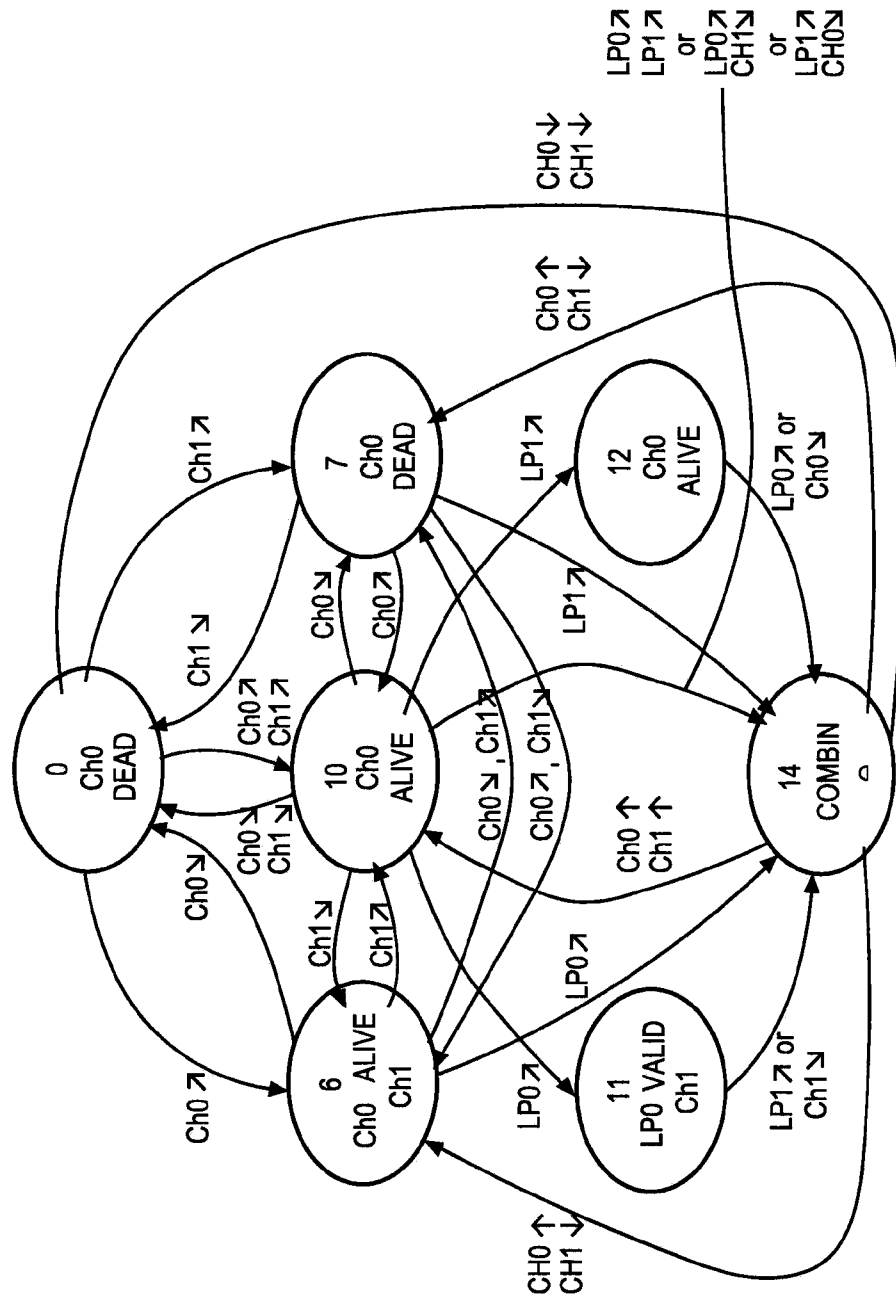 0
Ch0
DEAD
Ch0↗
Ch0↘
Ch0↘
Ch1↘
Ch0↗
Ch1↗
Ch1↘
Ch1↗
6
Ch0 ALIVE
Ch1
Ch1↘
Ch1↗
10
Ch0
ALIVE
Ch0↘
Ch0↗
7
Ch0
DEAD
CH0↓
CH1↓
Ch0↑
Ch1↓
Ch0↘, Ch1↗
Ch0↗, Ch1↘
LP0↗
LP0↗
Ch0↑
Ch1↑
LP1↗
LP1↗
CH0↑
CH1↓
11
LP0 VALID
Ch1
12
Ch0
ALIVE
LP1↗ or
Ch1↘
LP0↗ or
Ch0↘
14
COMBIN
LP0↗
LP1↗
or
LP0↗
CH1↘
or
LP1↗
CH0↘